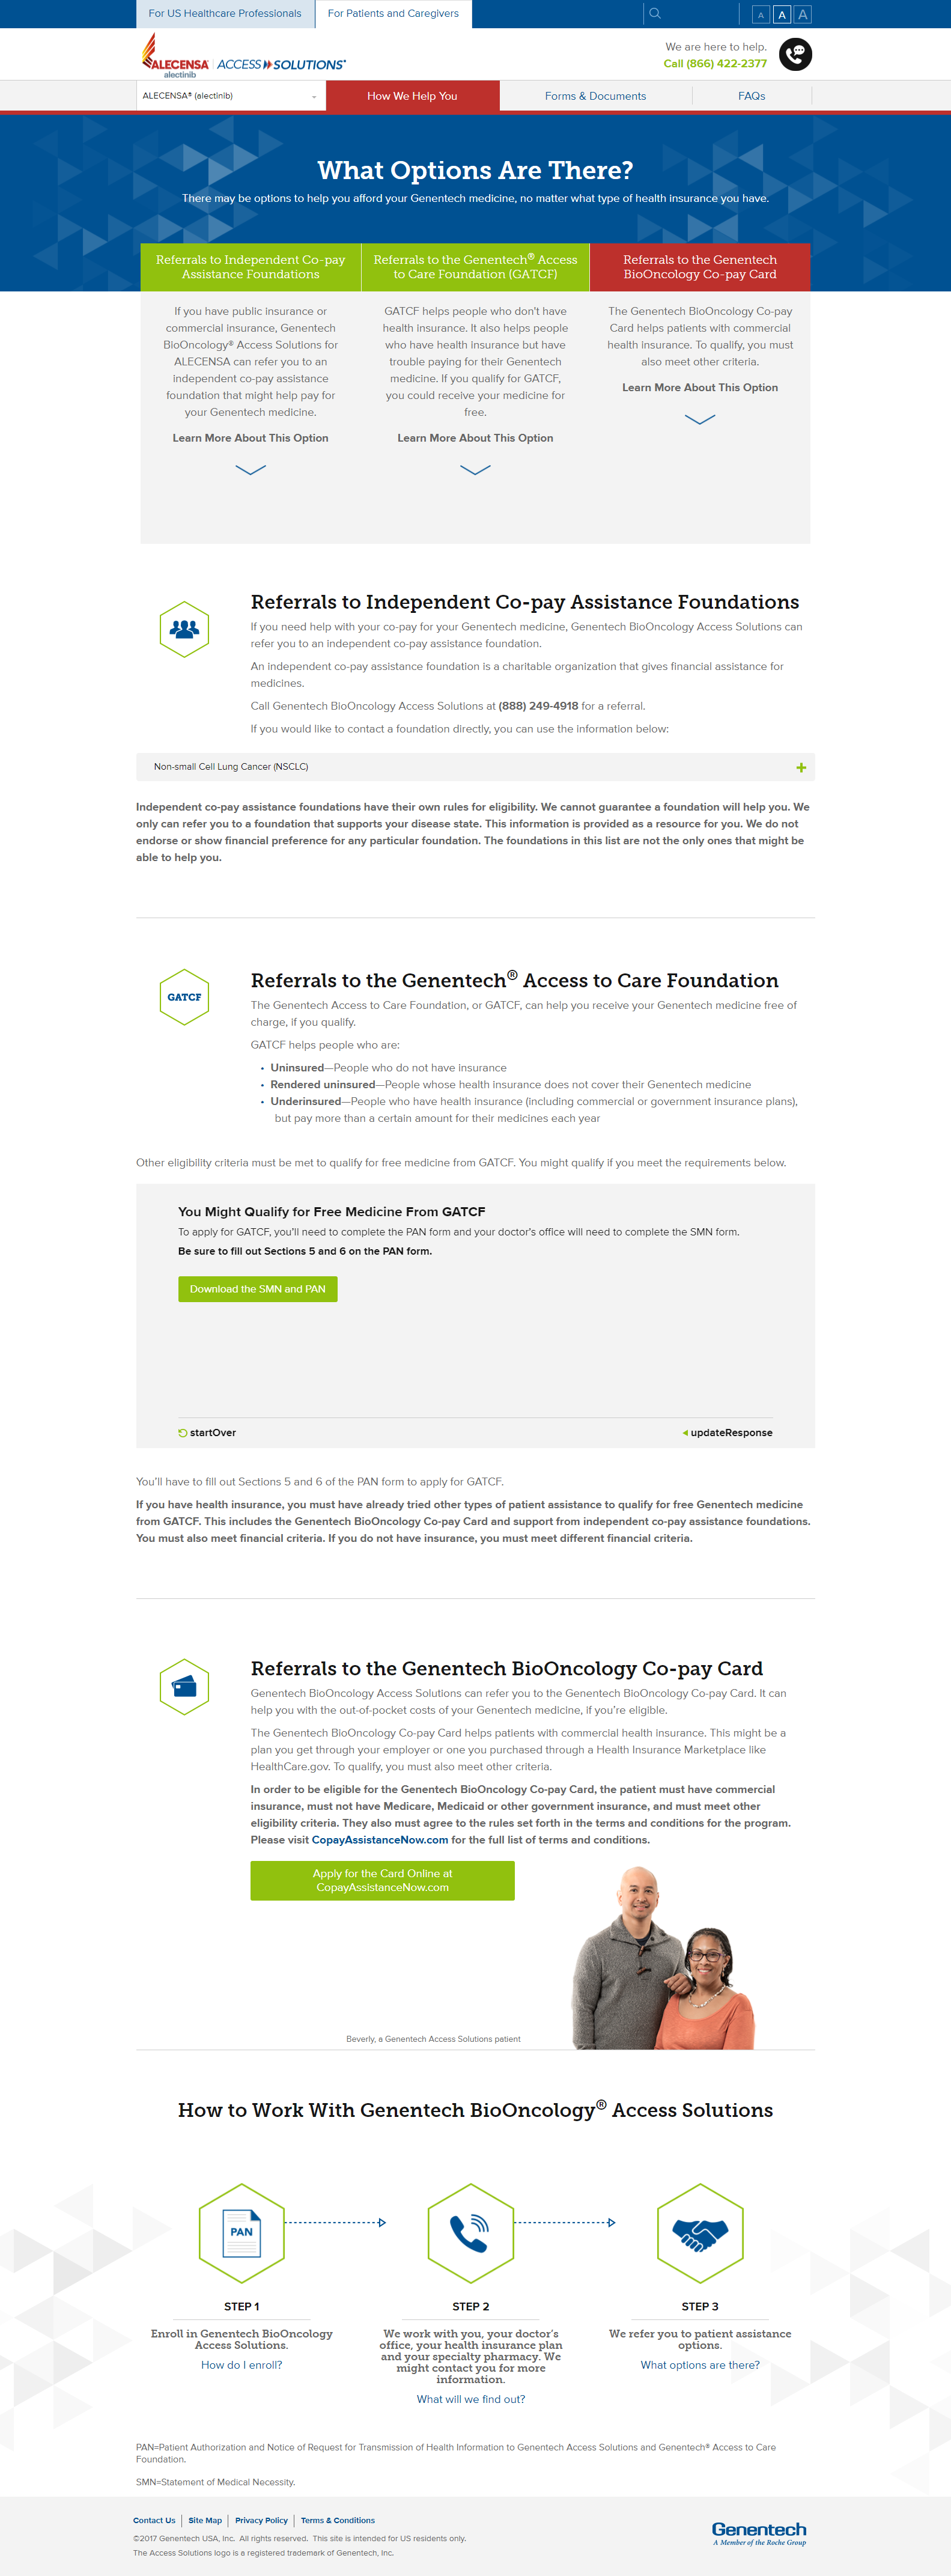 For US Healthcare Professionals
For Patients and Caregivers
A A A
ALECENSA®
alectinib
ACCESS SOLUTIONS®
We are here to help.
Call (866) 422-2377
ALECENSA® (alectinib)
How We Help You
Forms & Documents
FAQs
What Options Are There?
There may be options to help you afford your Genentech medicine, no matter what type of health insurance you have.
Referrals to Independent Co-pay
Assistance Foundations
If you have public insurance or
commercial insurance, Genentech
BioOncology® Access Solutions for
ALECENSA can refer you to an
independent co-pay assistance
foundation that might help pay for
your Genentech medicine.
Learn More About This Option
Referrals to the Genentech® Access
to Care Foundation (GATCF)
GATCF helps people who don't have
health insurance. It also helps people
who have health insurance but have
trouble paying for their Genentech
medicine. If you qualify for GATCF,
you could receive your medicine for
free.
Learn More About This Option
Referrals to the Genentech
BioOncology Co-pay Card
The Genentech BioOncology Co-pay
Card helps patients with commercial
health insurance. To qualify, you must
also meet other criteria.
Learn More About This Option
Referrals to Independent Co-pay Assistance Foundations
If you need help with your co-pay for your Genentech medicine, Genentech BioOncology Access Solutions can
refer you to an independent co-pay assistance foundation.
An independent co-pay assistance foundation is a charitable organization that gives financial assistance for
medicines.
Call Genentech BioOncology Access Solutions at (888) 249-4918 for a referral.
If you would like to contact a foundation directly, you can use the information below:
Non-small Cell Lung Cancer (NSCLC)
Independent co-pay assistance foundations have their own rules for eligibility. We cannot guarantee a foundation will help you. We
only can refer you to a foundation that supports your disease state. This information is provided as a resource for you. We do not
endorse or show financial preference for any particular foundation. The foundations in this list are not the only ones that might be
able to help you.
GATCF
Referrals to the Genentech® Access to Care Foundation
The Genentech Access to Care Foundation, or GATCF, can help you receive your Genentech medicine free of
charge, if you qualify.
GATCF helps people who are:
• Uninsured—People who do not have insurance
• Rendered uninsured—People whose health insurance does not cover their Genentech medicine
• Underinsured—People who have health insurance (including commercial or government insurance plans),
but pay more than a certain amount for their medicines each year
Other eligibility criteria must be met to qualify for free medicine from GATCF. You might qualify if you meet the requirements below.
You Might Qualify for Free Medicine From GATCF
To apply for GATCF, you'll need to complete the PAN form and your doctor's office will need to complete the SMN form.
Be sure to fill out Sections 5 and 6 on the PAN form.
Download the SMN and PAN
startOver
updateResponse
You'll have to fill out Sections 5 and 6 of the PAN form to apply for GATCF.
If you have health insurance, you must have already tried other types of patient assistance to qualify for free Genentech medicine
from GATCF. This includes the Genentech BioOncology Co-pay Card and support from independent co-pay assistance foundations.
You must also meet financial criteria. If you do not have insurance, you must meet different financial criteria.
Referrals to the Genentech BioOncology Co-pay Card
Genentech BioOncology Access Solutions can refer you to the Genentech BioOncology Co-pay Card. It can
help you with the out-of-pocket costs of your Genentech medicine, if you're eligible.
The Genentech BioOncology Co-pay Card helps patients with commercial health insurance. This might be a
plan you get through your employer or one you purchased through a Health Insurance Marketplace like
HealthCare.gov. To qualify, you must also meet other criteria.
In order to be eligible for the Genentech BioOncology Co-pay Card, the patient must have commercial
insurance, must not have Medicare, Medicaid or other government insurance, and must meet other
eligibility criteria. They also must agree to the rules set forth in the terms and conditions for the program.
Please visit CopayAssistanceNow.com for the full list of terms and conditions.
Apply for the Card Online at
CopayAssistanceNow.com
Beverly, a Genentech Access Solutions patient
How to Work With Genentech BioOncology® Access Solutions
PAN
STEP 1
Enroll in Genentech BioOncology
Access Solutions.
How do I enroll?
STEP 2
We work with you, your doctor's
office, your health insurance plan
and your specialty pharmacy. We
might contact you for more
information.
What will we find out?
STEP 3
We refer you to patient assistance
options.
What options are there?
PAN=Patient Authorization and Notice of Request for Transmission of Health Information to Genentech Access Solutions and Genentech® Access to Care
Foundation.
SMN=Statement of Medical Necessity.
Contact Us
Site Map
Privacy Policy
Terms & Conditions
©2017 Genentech USA, Inc. All rights reserved. This site is intended for US residents only.
The Access Solutions logo is a registered trademark of Genentech, Inc.
Genentech
A Member of the Roche Group